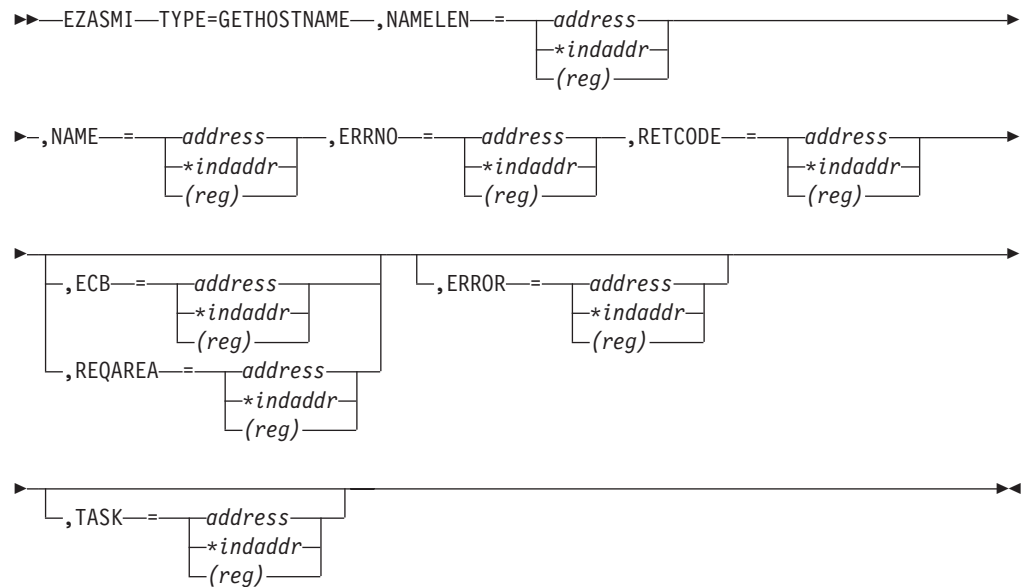 EZASMI TYPE=GETHOSTNAME ,NAMELEN = address
*indaddr
(reg)
,NAME = address ,ERRNO = address ,RETCODE = address
*indaddr *indaddr *indaddr
(reg) (reg) (reg)
,ECB = address ,ERROR = address
*indaddr *indaddr
(reg) (reg)
,REQAREA = address
*indaddr
(reg)
,TASK = address
*indaddr
(reg)